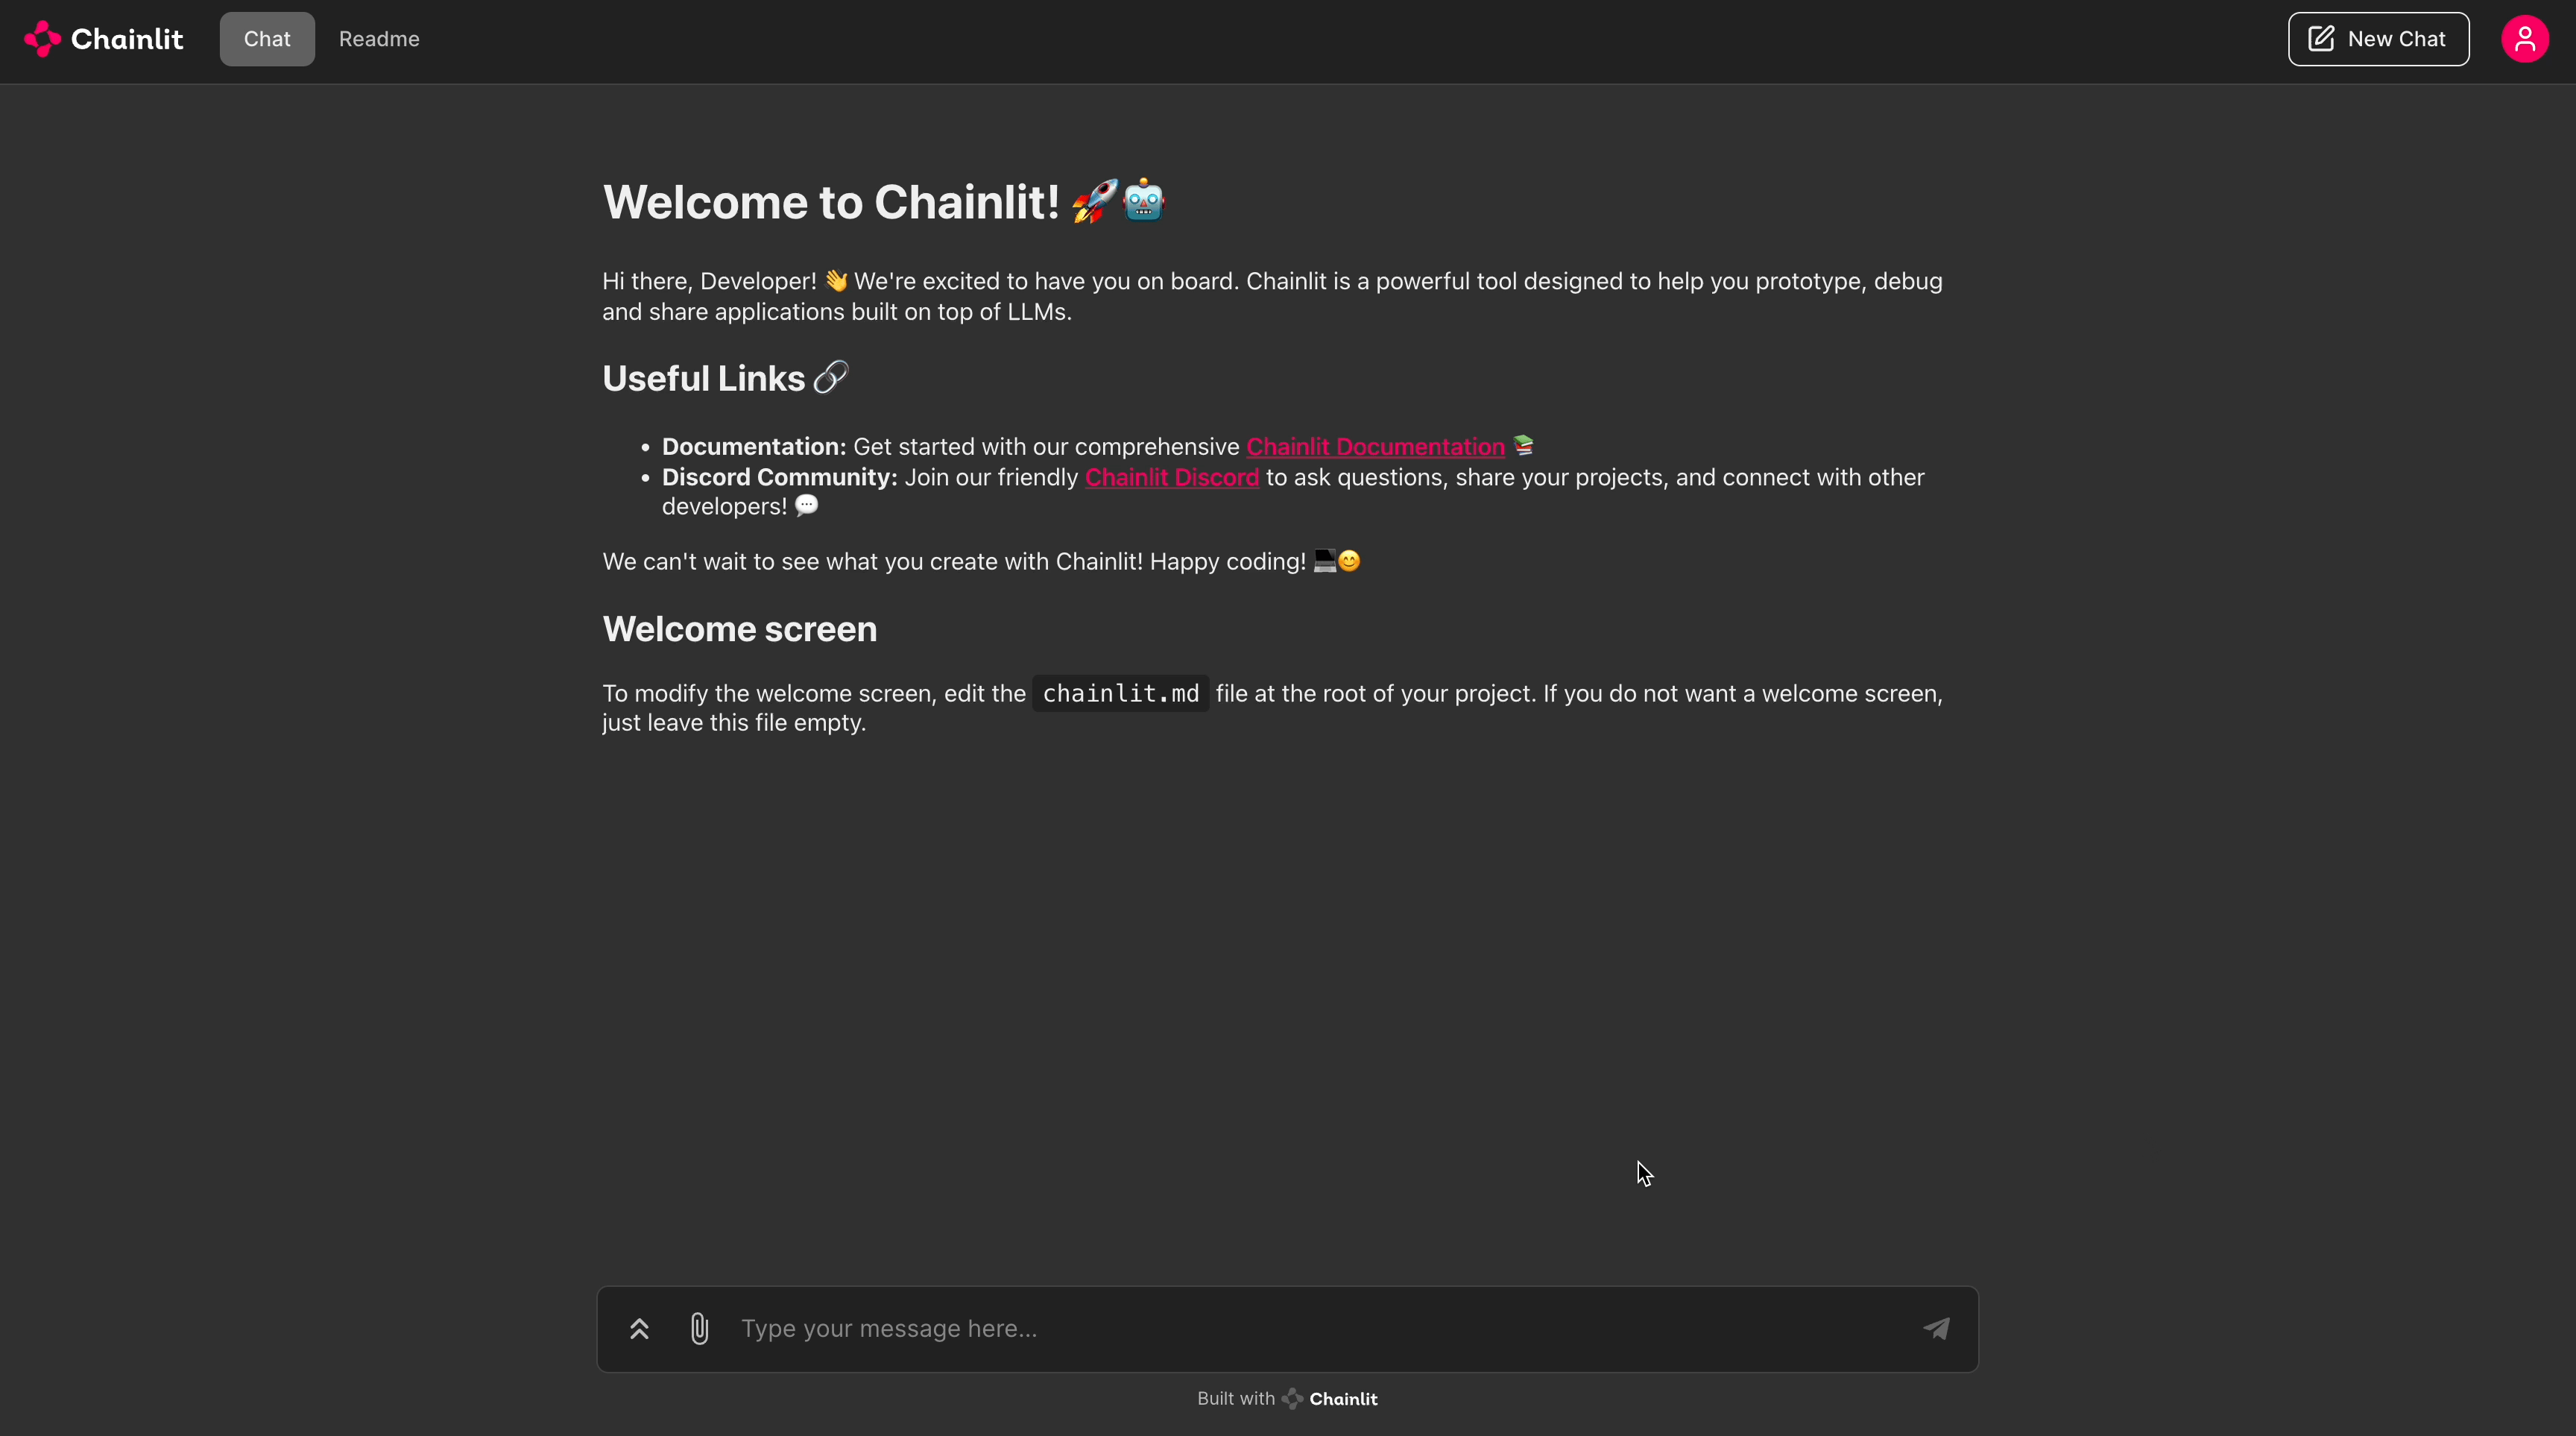 Chainlit
Chat
Readme
New Chat
Welcome to Chainlit! 🚀🤖
Hi there, Developer! 👋 We're excited to have you on board. Chainlit is a powerful tool designed to help you prototype, debug
and share applications built on top of LLMs.
Useful Links 🔗
• Documentation: Get started with our comprehensive Chainlit Documentation 📚
• Discord Community: Join our friendly Chainlit Discord to ask questions, share your projects, and connect with other
developers! 💬
We can't wait to see what you create with Chainlit! Happy coding! 💻😊
Welcome screen
To modify the welcome screen, edit the chainlit.md file at the root of your project. If you do not want a welcome screen,
just leave this file empty.
Type your message here...
Built with Chainlit